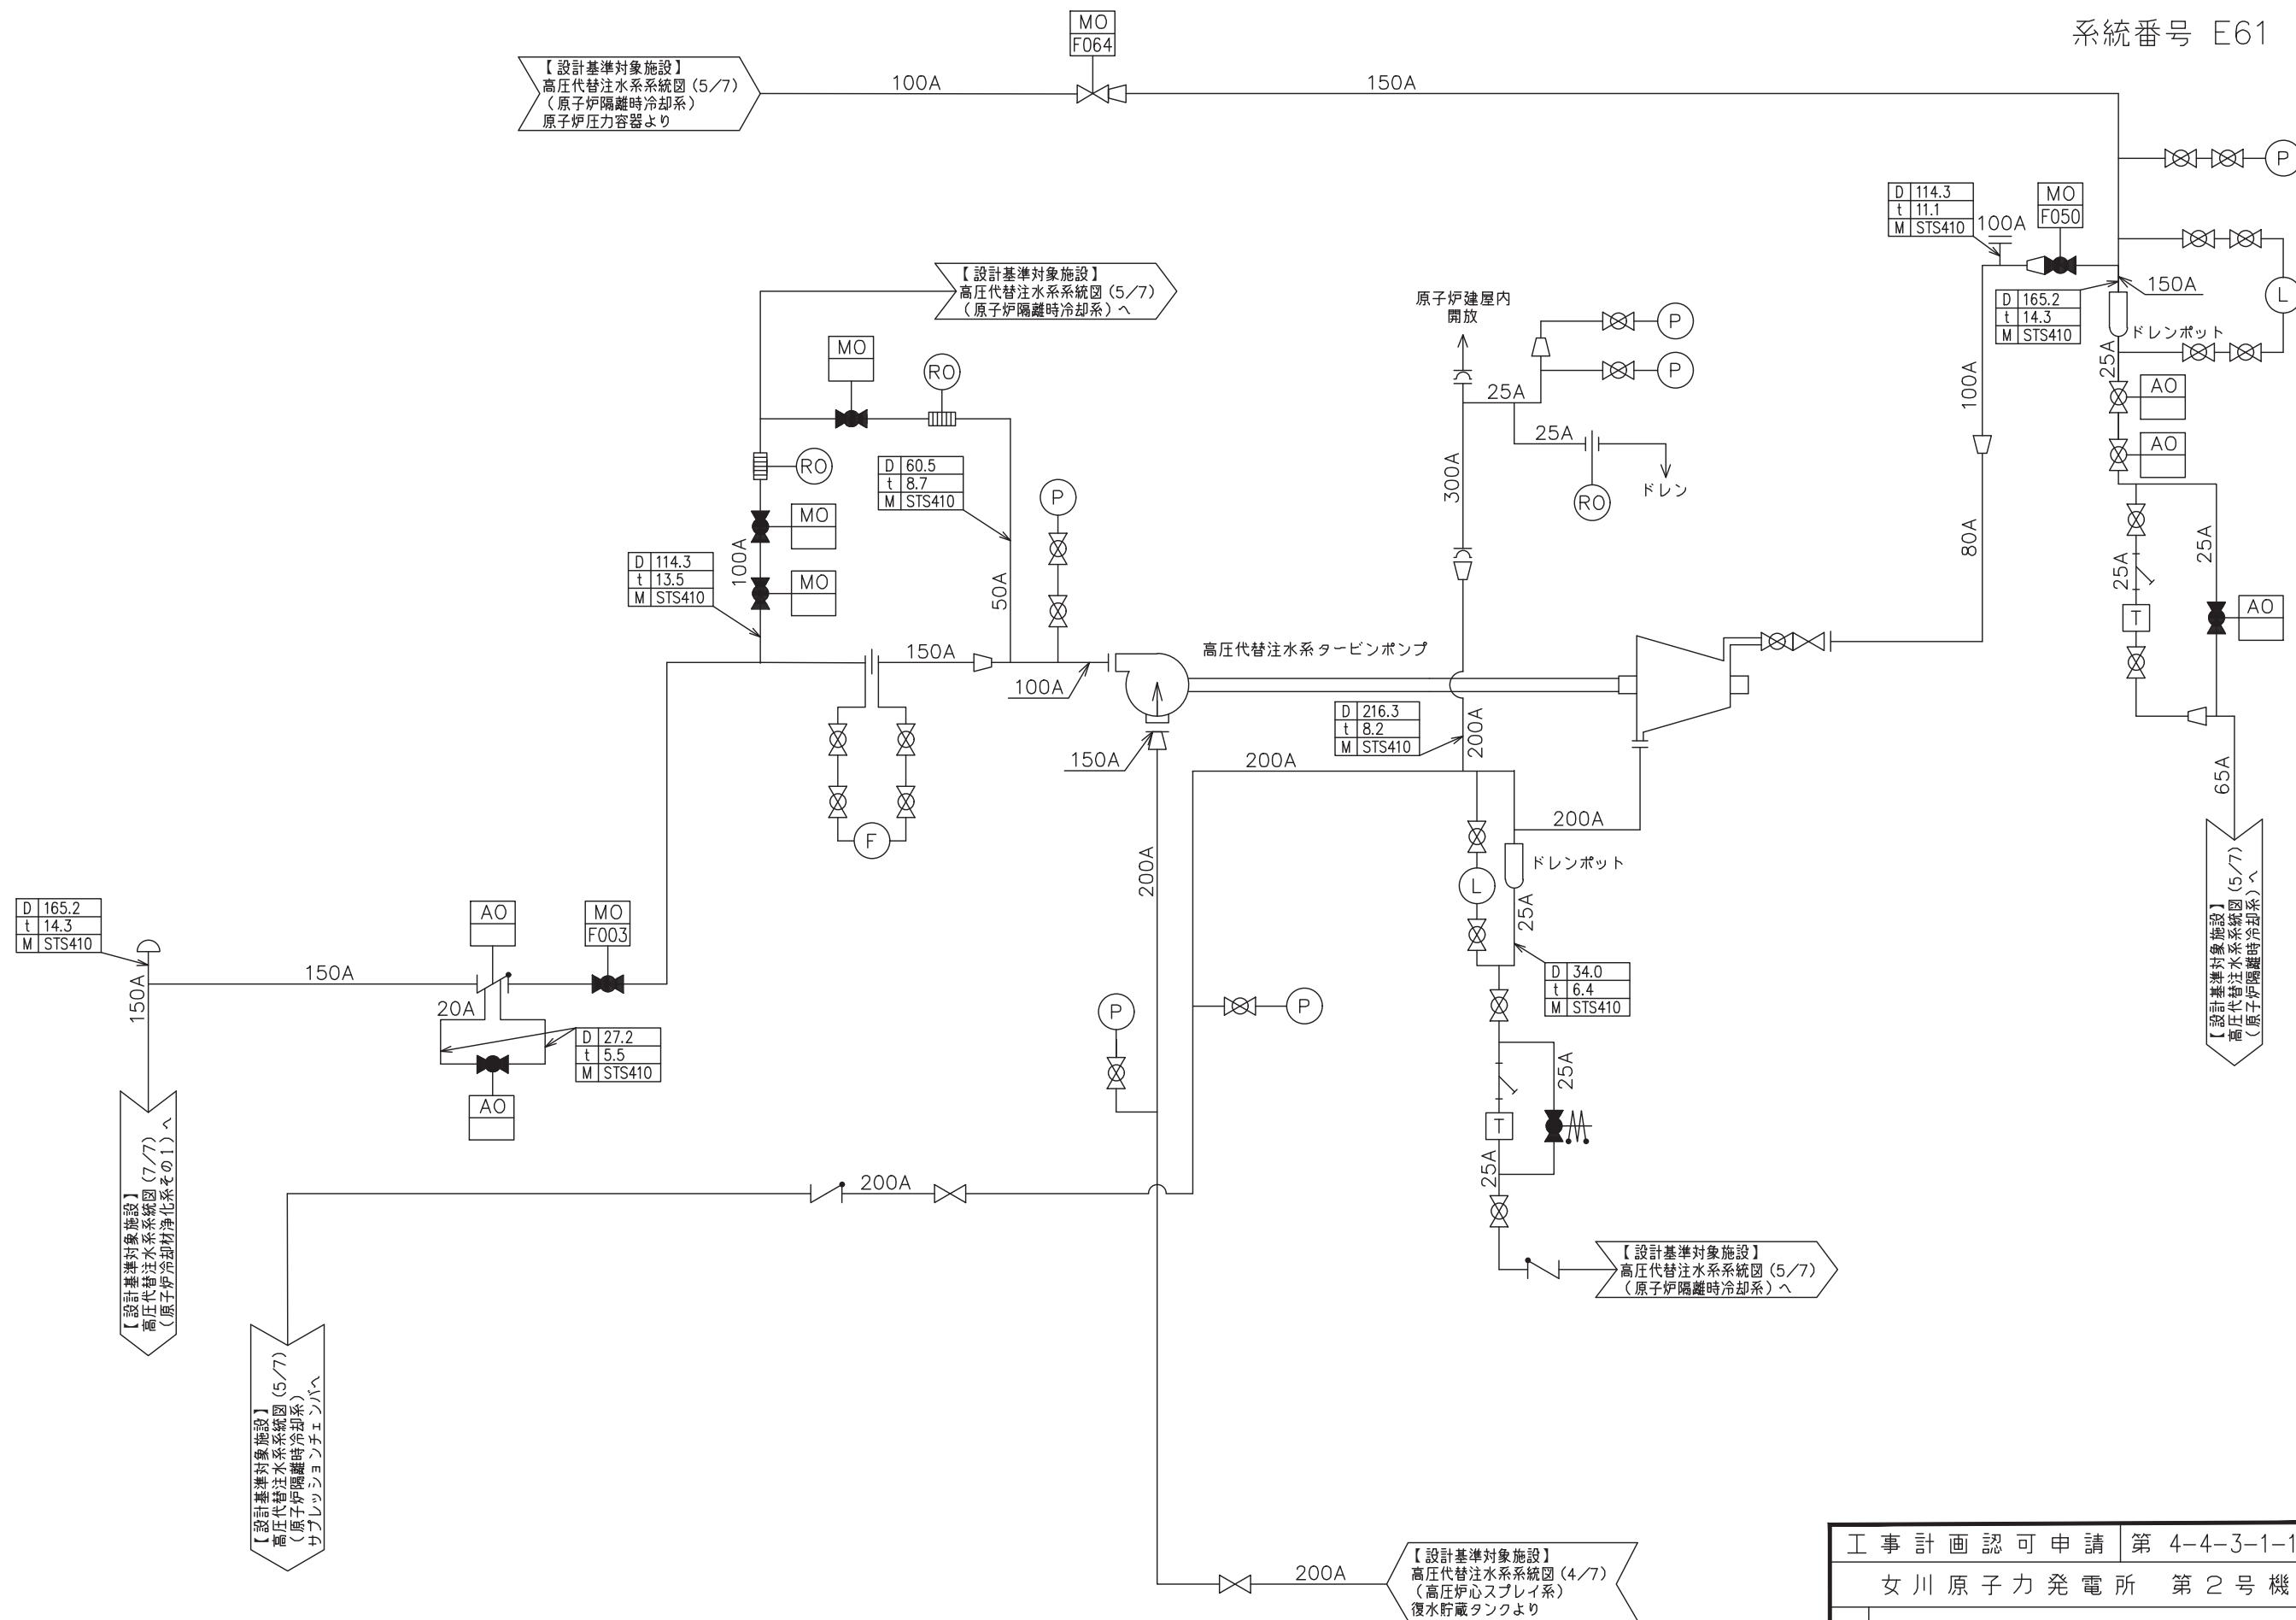 系統番号 E61
MO
F064
【設計基準対象施設】
高圧代替注水系系統図(5/7)
(原子炉隔離時冷却系)
原子炉圧力容器より
100A
150A
P
D 114.3
t 11.1
M STS410
100A
MO
F050
L
150A
D 165.2
t 14.3
M STS410
ドレンポット
25A
AO
AO
【設計基準対象施設】
高圧代替注水系系統図(5/7)
(原子炉隔離時冷却系)へ
原子炉建屋内
開放
P
P
25A
25A
RO
ドレン
300A
100A
80A
MO
RO
RO
D 60.5
t 8.7
M STS410
P
MO
100A
MO
D 114.3
t 13.5
M STS410
50A
25A
25A
T
AO
65A
150A
100A
高圧代替注水系タービンポンプ
D 216.3
t 8.2
M STS410
200A
150A
200A
200A
F
200A
ドレンポット
L
25A
D 34.0
t 6.4
M STS410
D 165.2
t 14.3
M STS410
150A
150A
AO
MO
F003
20A
D 27.2
t 5.5
M STS410
AO
P
P
25A
T
25A
200A
【設計基準対象施設】
高圧代替注水系系統図(5/7)
(原子炉隔離時冷却系)へ
【設計基準対象施設】
高圧代替注水系系統図(5/7)
(原子炉隔離時冷却系)へ
【設計基準対象施設】
高圧代替注水系系統図(7/7)
(原子炉冷却材浄化系その1)へ
【設計基準対象施設】
高圧代替注水系系統図(5/7)
(原子炉隔離時冷却系)
サプレッションチェンバへ
200A
【設計基準対象施設】
高圧代替注水系系統図(4/7)
(高圧炉心スプレイ系)
復水貯蔵タンクより
工事計画認可申請 第 4-4-3-1-1
女川原子力発電所 第2号機